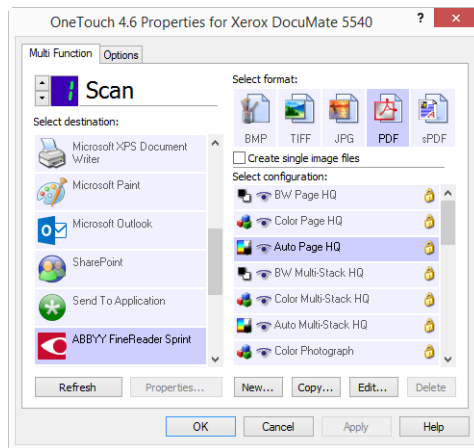 OneTouch 4.6 Properties for Xerox DocuMate 5540
?
×
Multi Function
Options
1
Scan
Select destination:
Microsoft XPS Document
Writer
Microsoft Paint
Microsoft Outlook
SharePoint
Send To Application
ABBYY FineReader Sprint
Refresh
Properties...
Select format:
BMP
TIFF
JPG
PDF
sPDF
Create single image files
Select configuration:
BW Page HQ
Color Page HQ
Auto Page HQ
BW Multi-Stack HQ
Color Multi-Stack HQ
Auto Multi-Stack HQ
Color Photograph
New...
Copy...
Edit...
Delete
OK
Cancel
Apply
Help